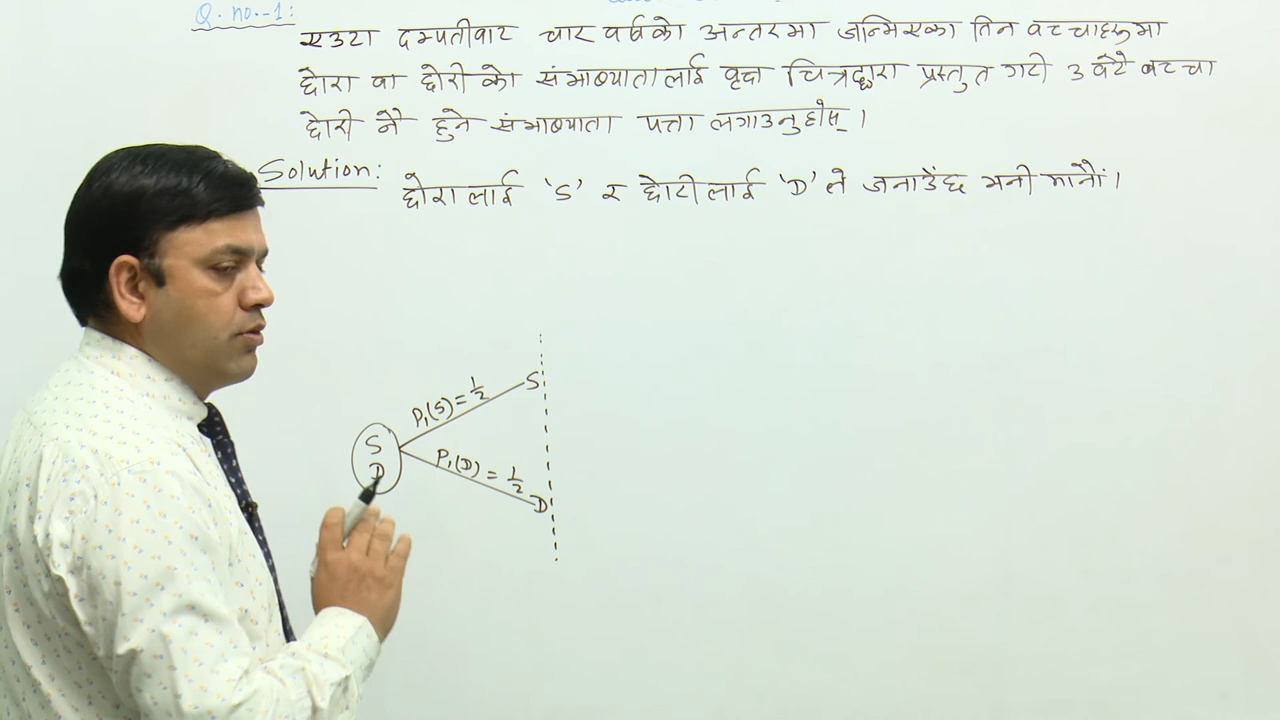 Q. no.-1:
एउटा दम्पतीबाट चार वर्षको अन्तरमा जन्मिएका तिन बच्चाहरूमा
छोरा वा छोरीको संभाव्यतालाई वृक्ष चित्रद्धारा प्रस्तुत गरी ३ वटै बच्चा
छोरी नै हुने संभाव्यता पत्ता लगाउनुहोस् ।
Solution:
छोरालाई 'S' र छोरीलाई 'D' ले जनाउँछ भनी मानौं ।
P₁(S) = 1/2
S
S
D
P₁(D) = 1/2
D